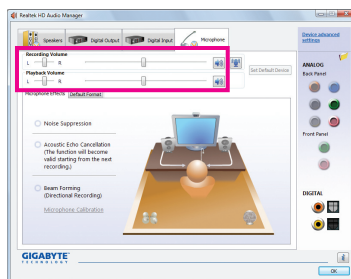 Realtek HD Audio Manager
Speakers
Digital Output
Digital Input
Microphone
Device advanced
settings
Recording Volume
L
R
Set Default Device
Playback Volume
L
R
Microphone Effects
Default Format
Noise Suppression
Acoustic Echo Cancellation
(The function will become
valid starting from the next
recording.)
Beam Forming
(Directional Recording)
Microphone Calibration
ANALOG
Back Panel
Front Panel
DIGITAL
GIGABYTE
TECHNOLOGY
OK